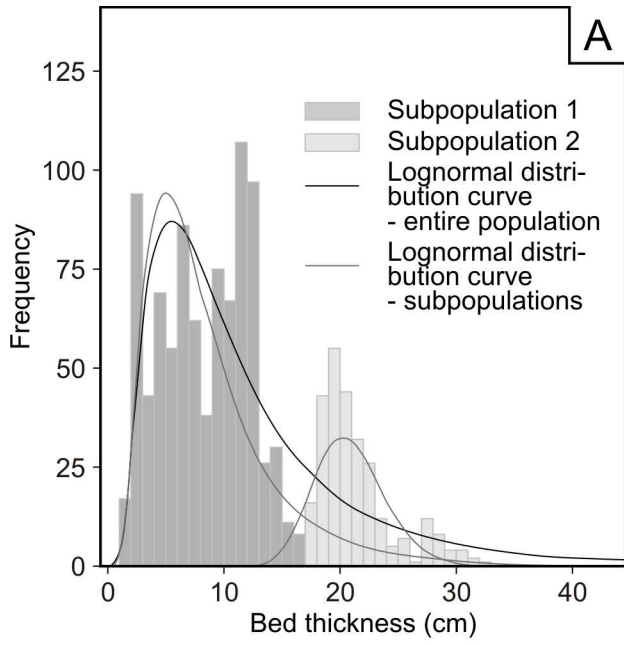 A
125
100
75
50
25
0
Frequency
Subpopulation 1
Subpopulation 2
Lognormal distri-
bution curve
- entire population
Lognormal distri-
bution curve
- subpopulations
0 10 20 30 40
Bed thickness (cm)